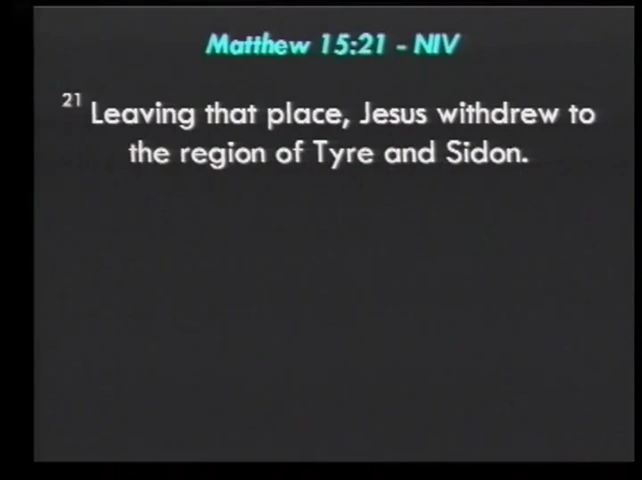 Matthew 15:21 - NIV
21 Leaving that place, Jesus withdrew to
the region of Tyre and Sidon.